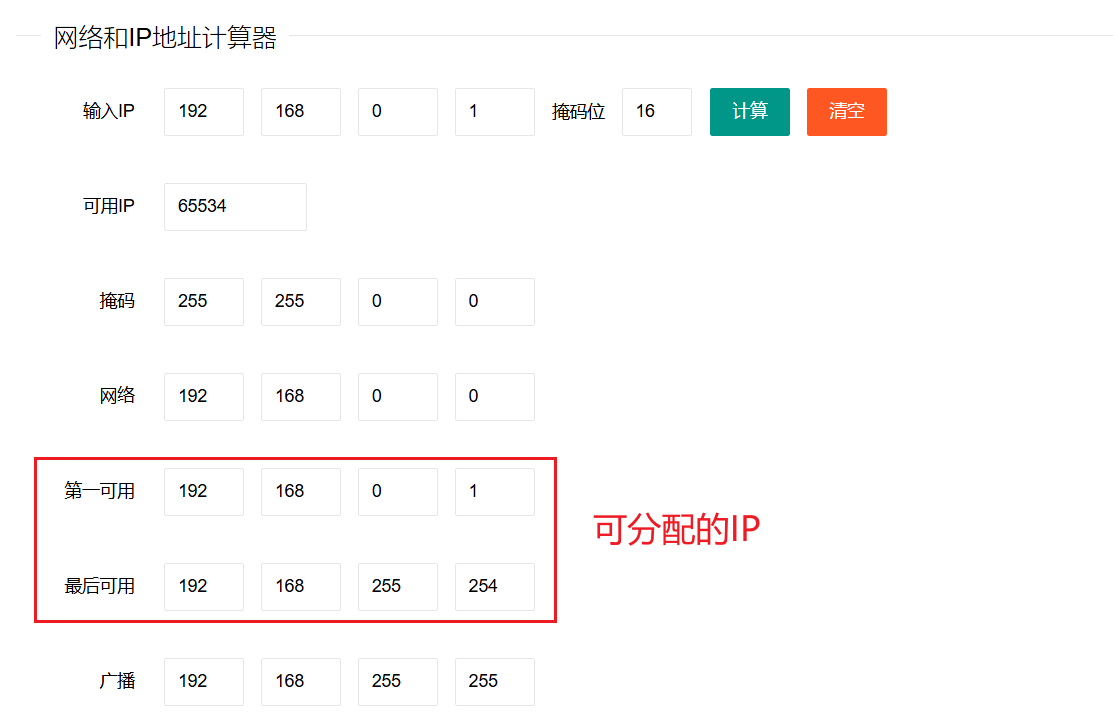 网络和IP地址计算器
输入IP 192 168 0 1 掩码位 16 计算 清空
可用IP 65534
掩码 255 255 0 0
网络 192 168 0 0
第一可用 192 168 0 1
可分配的IP
最后可用 192 168 255 254
广播 192 168 255 255